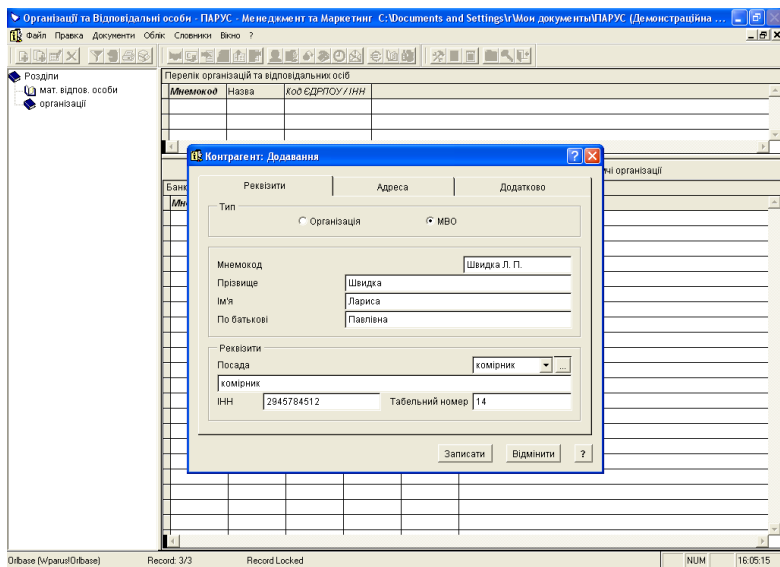 Організації та Відповідальні особи - ПАРУС - Менеджмент та Маркетинг C:\Documents and Settings\r\Мои документы\ПАРУС (Демонстраційна ...
Файл Правка Документи Облік Словники Вікно ?
Розділи
мат. відпов. особи
організації
Перелік організацій та відповідальних осіб
Мнемокод Назва Код ЄДРПОУ / ІНН
Контрагент: Додавання
організації
Банк
Реквізити Адреса Додатково
Тип
Організація МВО
Мнемокод Швидка Л. П.
Прізвище Швидка
Ім'я Лариса
По батькові Павлівна
Реквізити
Посада комірник ...
комірник
ІНН 2945784512 Табельний номер 14
Записати Відмінити ?
Orlbase (Wparus!Orlbase) Record: 3/3 Record Locked NUM 16:05:15